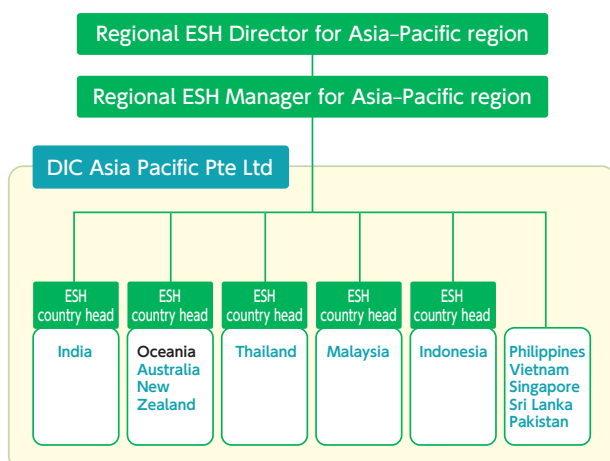 Regional ESH Director for Asia–Pacific region
Regional ESH Manager for Asia–Pacific region
DIC Asia Pacific Pte Ltd
ESH
country head
India
ESH
country head
Oceania
Australia
New
Zealand
ESH
country head
Thailand
ESH
country head
Malaysia
ESH
country head
Indonesia
Philippines
Vietnam
Singapore
Sri Lanka
Pakistan